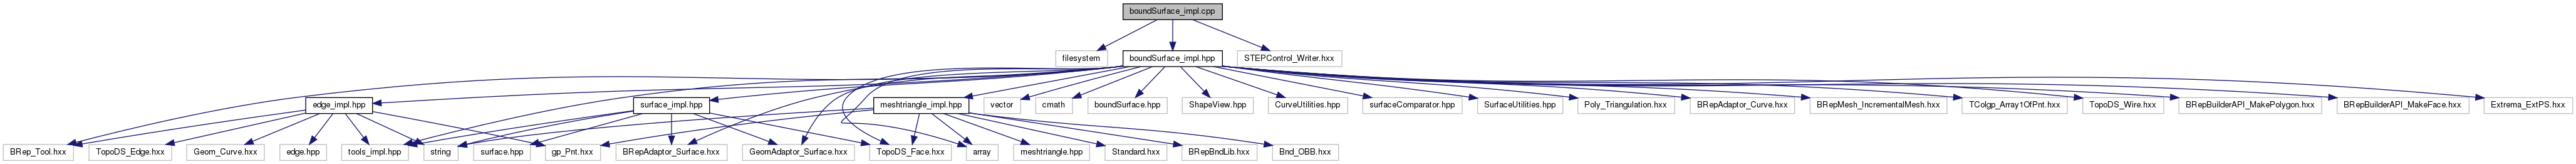 boundSurface_impl.cpp
filesystem
boundSurface_impl.hpp
STEPControl_Writer.hxx
edge_impl.hpp
surface_impl.hpp
meshtriangle_impl.hpp
vector
cmath
boundSurface.hpp
ShapeView.hpp
CurveUtilities.hpp
surfaceComparator.hpp
SurfaceUtilities.hpp
Poly_Triangulation.hxx
BRepAdaptor_Curve.hxx
BRepMesh_IncrementalMesh.hxx
TColgp_Array1OfPnt.hxx
TopoDS_Wire.hxx
BRepBuilderAPI_MakePolygon.hxx
BRepBuilderAPI_MakeFace.hxx
Extrema_ExtPS.hxx
BRep_Tool.hxx
TopoDS_Edge.hxx
Geom_Curve.hxx
edge.hpp
tools_impl.hpp
string
surface.hpp
gp_Pnt.hxx
BRepAdaptor_Surface.hxx
GeomAdaptor_Surface.hxx
TopoDS_Face.hxx
array
meshtriangle.hpp
Standard.hxx
BRepBndLib.hxx
Bnd_OBB.hxx